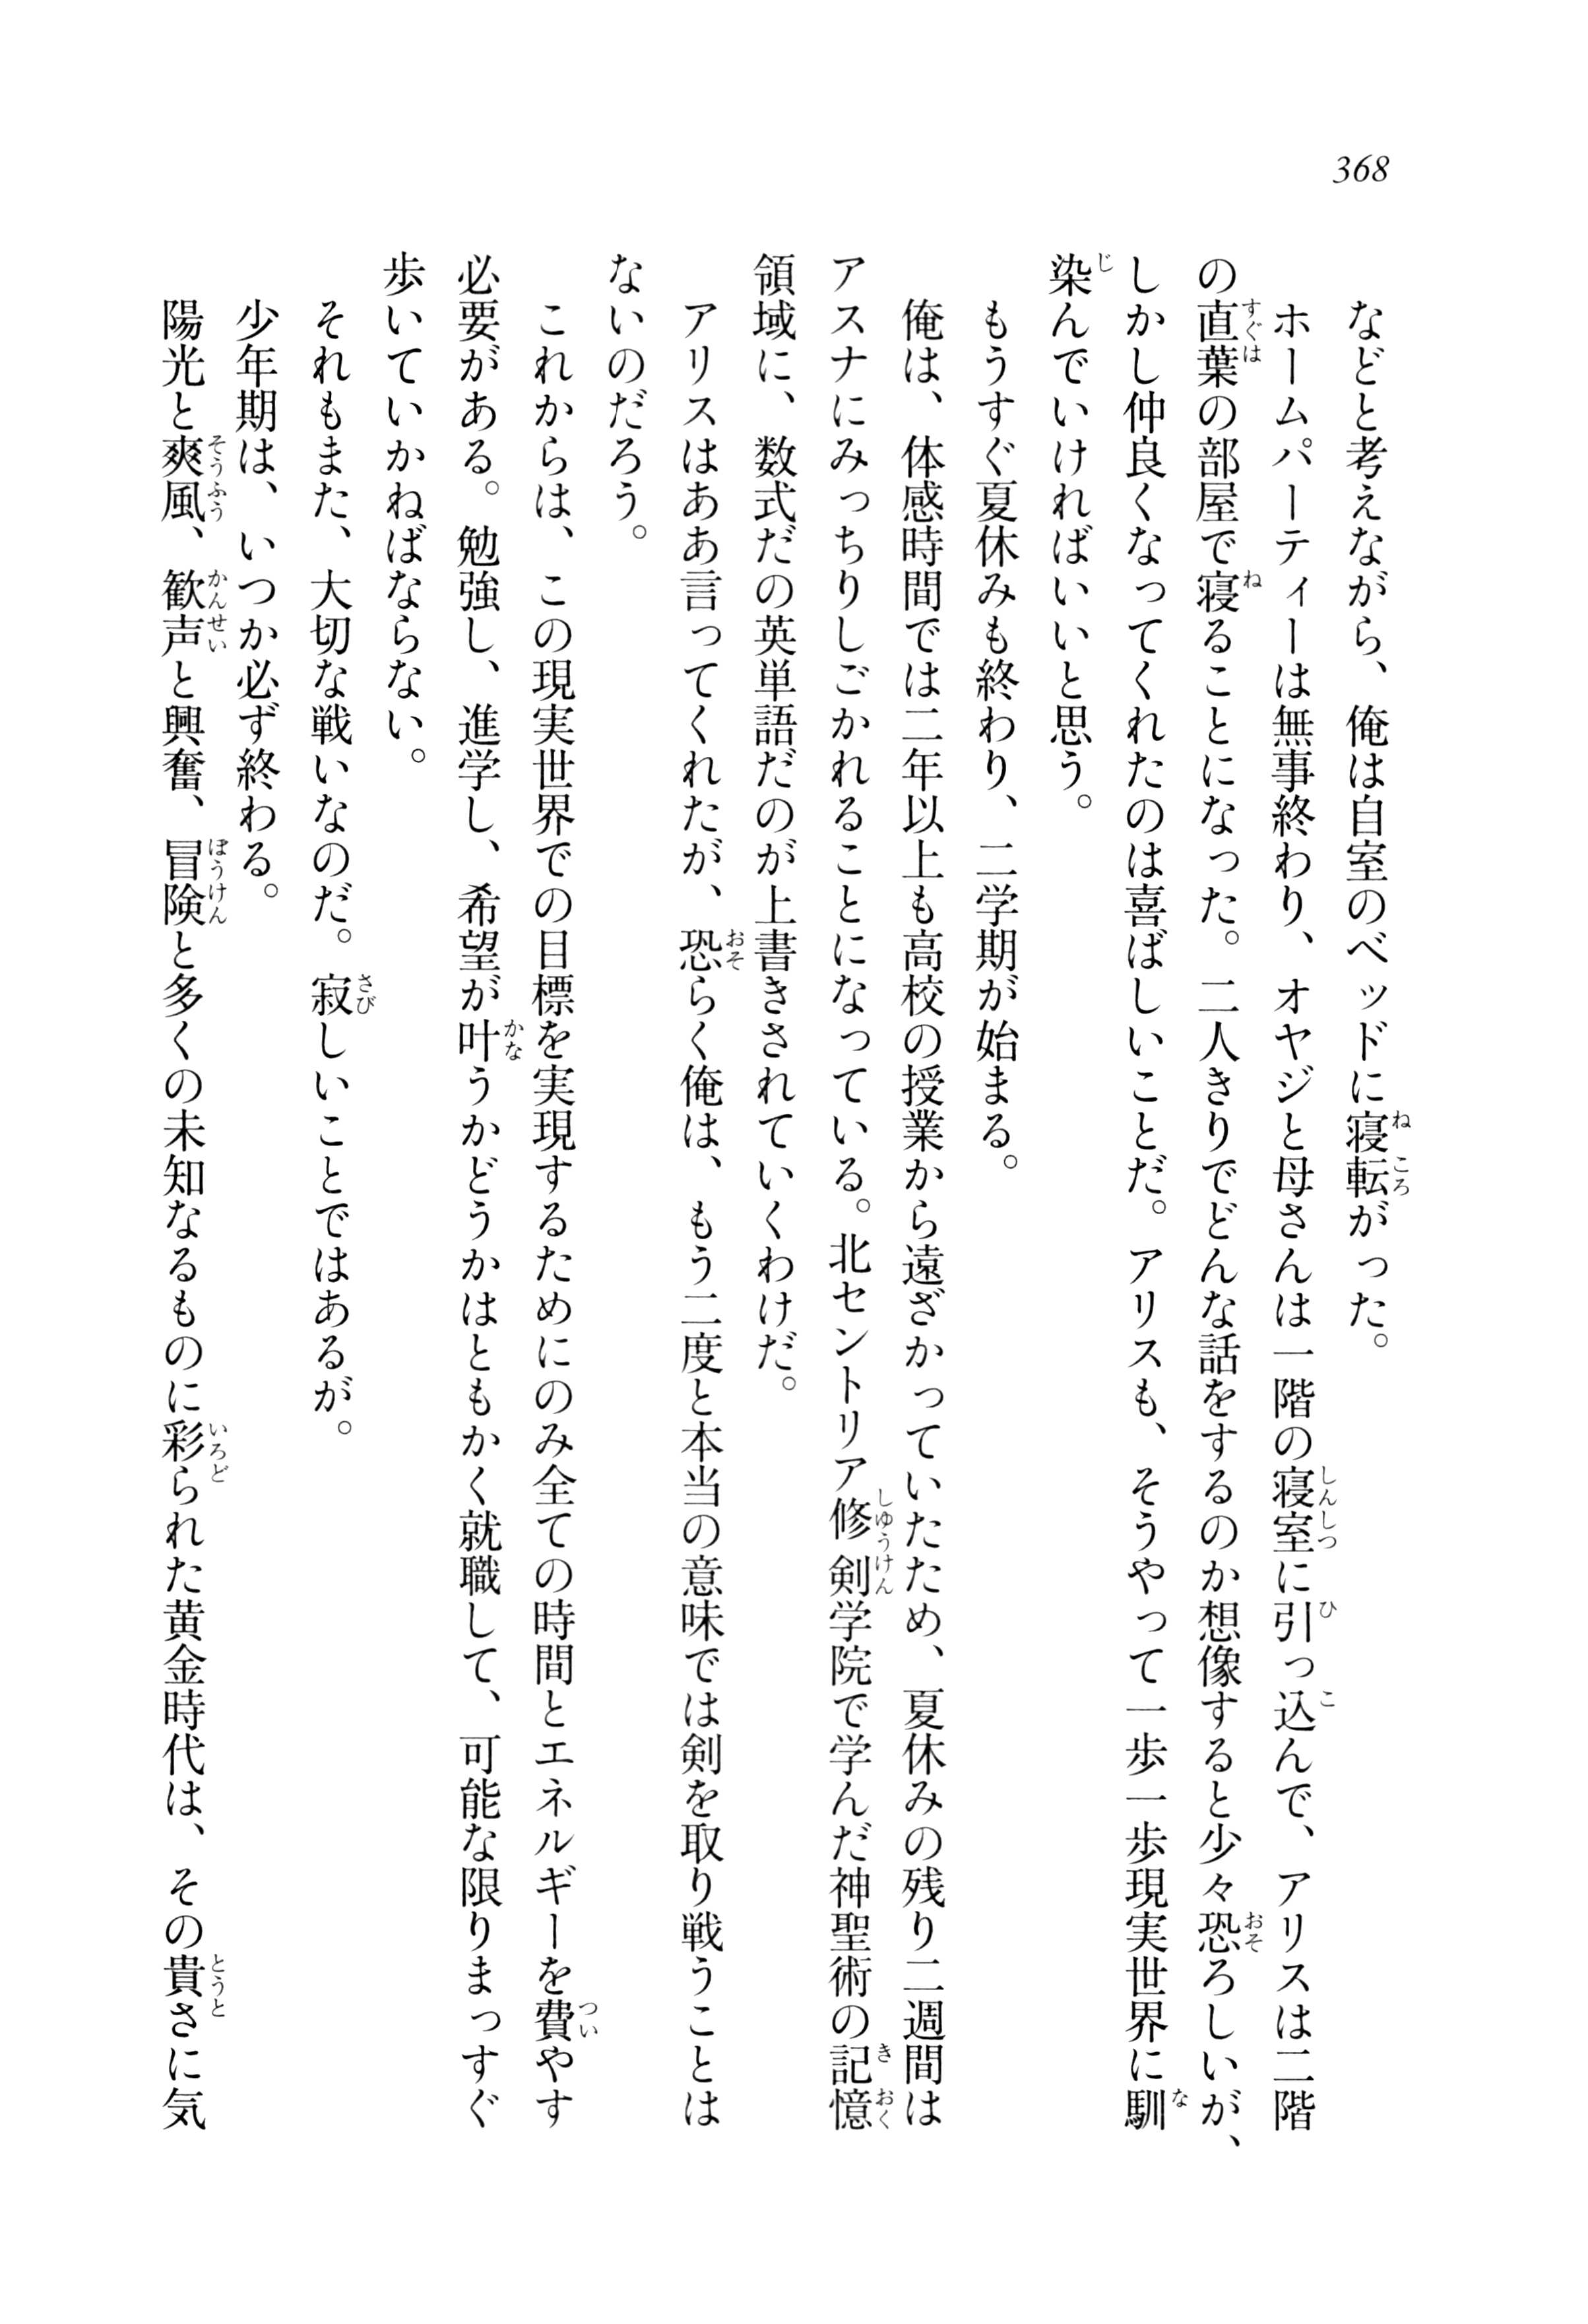 368
などと考えながら、俺は自室のベッドに寝転がった。
ホームパーティーは無事終わり、オヤジと母さんは一階の寝室に引っ込んで、アリスは二階
の直葉の部屋で寝ることになった。二人きりでどんな話をするのか想像すると少々恐ろしいが、
しかし仲良くなってくれたのは喜ばしいことだ。アリスも、そうやって一歩一歩現実世界に馴
染んでいければいいと思う。
もうすぐ夏休みも終わり、二学期が始まる。
俺は、体感時間では二年以上も高校の授業から遠ざかっていたため、夏休みの残り二週間は
アスナにみっちりしごかれることになっている。北セントリア修剣学院で学んだ神聖術の記憶
領域に、数式だの英単語だのが上書きされていくわけだ。
アリスはああ言ってくれたが、恐らく俺は、もう二度と本当の意味では剣を取り戦うことは
ないのだろう。
これからは、この現実世界での目標を実現するためにのみ全ての時間とエネルギーを費やす
必要がある。勉強し、進学し、希望が叶うかどうかはともかく就職して、可能な限りまっすぐ
歩いていかねばならない。
それもまた、大切な戦いなのだ。寂しいことではあるが。
少年期は、いつか必ず終わる。
陽光と爽風、歓声と興奮、冒険と多くの未知なるものに彩られた黄金時代は、その貴さに気